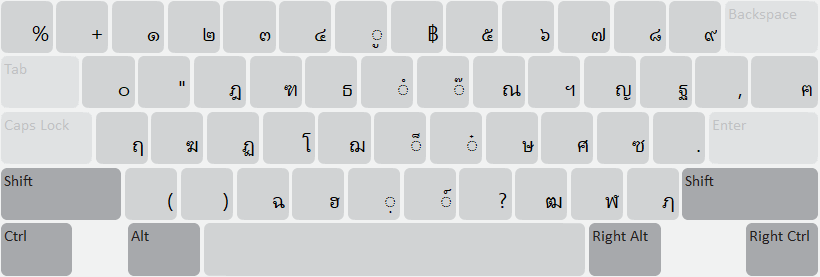 % + ๑ ๒ ๓ ๔ ู ฿ ๕ ๖ ๗ ๘ ๙ Backspace
Tab ๐ " ฎ ฑ ธ ํ ๊ ณ ฯ ญ ฐ , ฅ
Caps Lock ฤ ฆ ฏ โ ฌ ็ ๋ ษ ศ ซ . Enter
Shift ( ) ฉ ฮ ฺ ์ ? ฒ ฬ ฦ Shift
Ctrl Alt Right Alt Right Ctrl